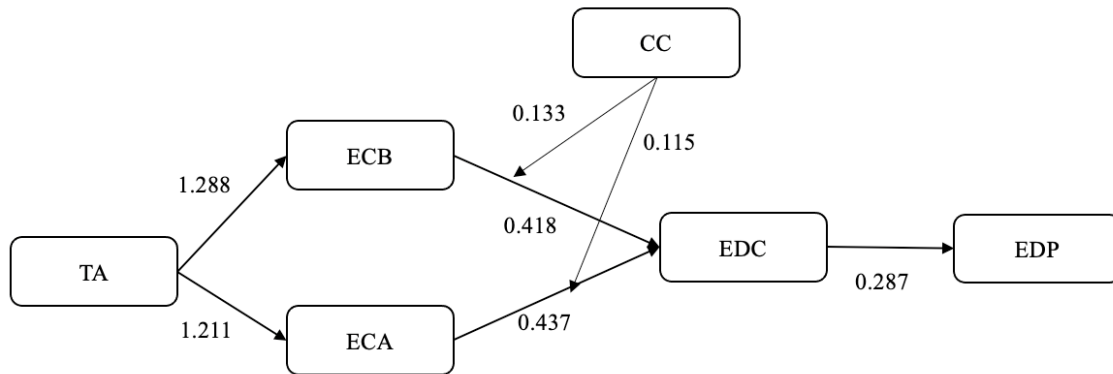 CC
0.133
0.115
ECB
1.288
0.418
EDC
EDP
TA
0.287
1.211
0.437
ECA